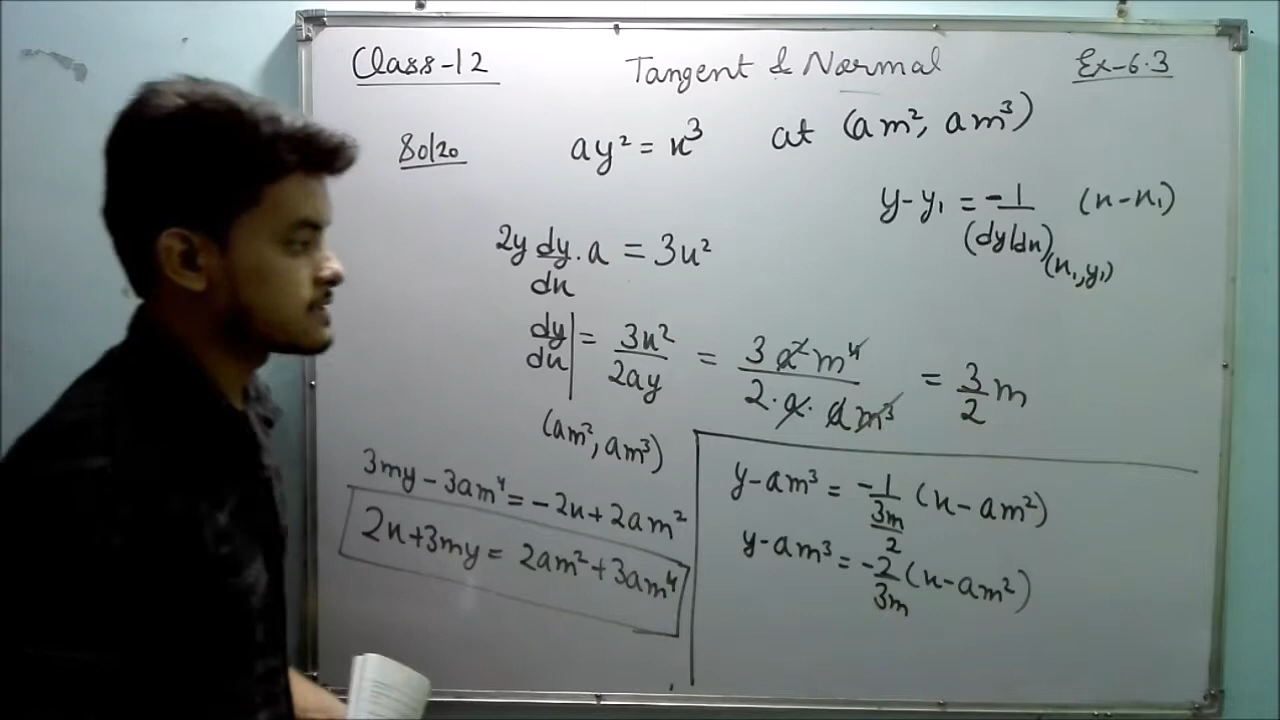 Class-12
Tangent & Normal
Ex-6.3
80/20
ay² = x³ at (am², am³)
y-y₁ = -1/(dy/dx)(x₁,y₁) (x-x₁)
2y dy/dx . a = 3x²
dy/dx |(am², am³) = 3x²/2ay = 3a²m⁴/2.a.am³ = 3/2 m
3my - 3am⁴ = -2x + 2am²
2x + 3my = 2am² + 3am⁴
y-am³ = -1/(3m/2) (x-am²)
y-am³ = -2/3m (x-am²)